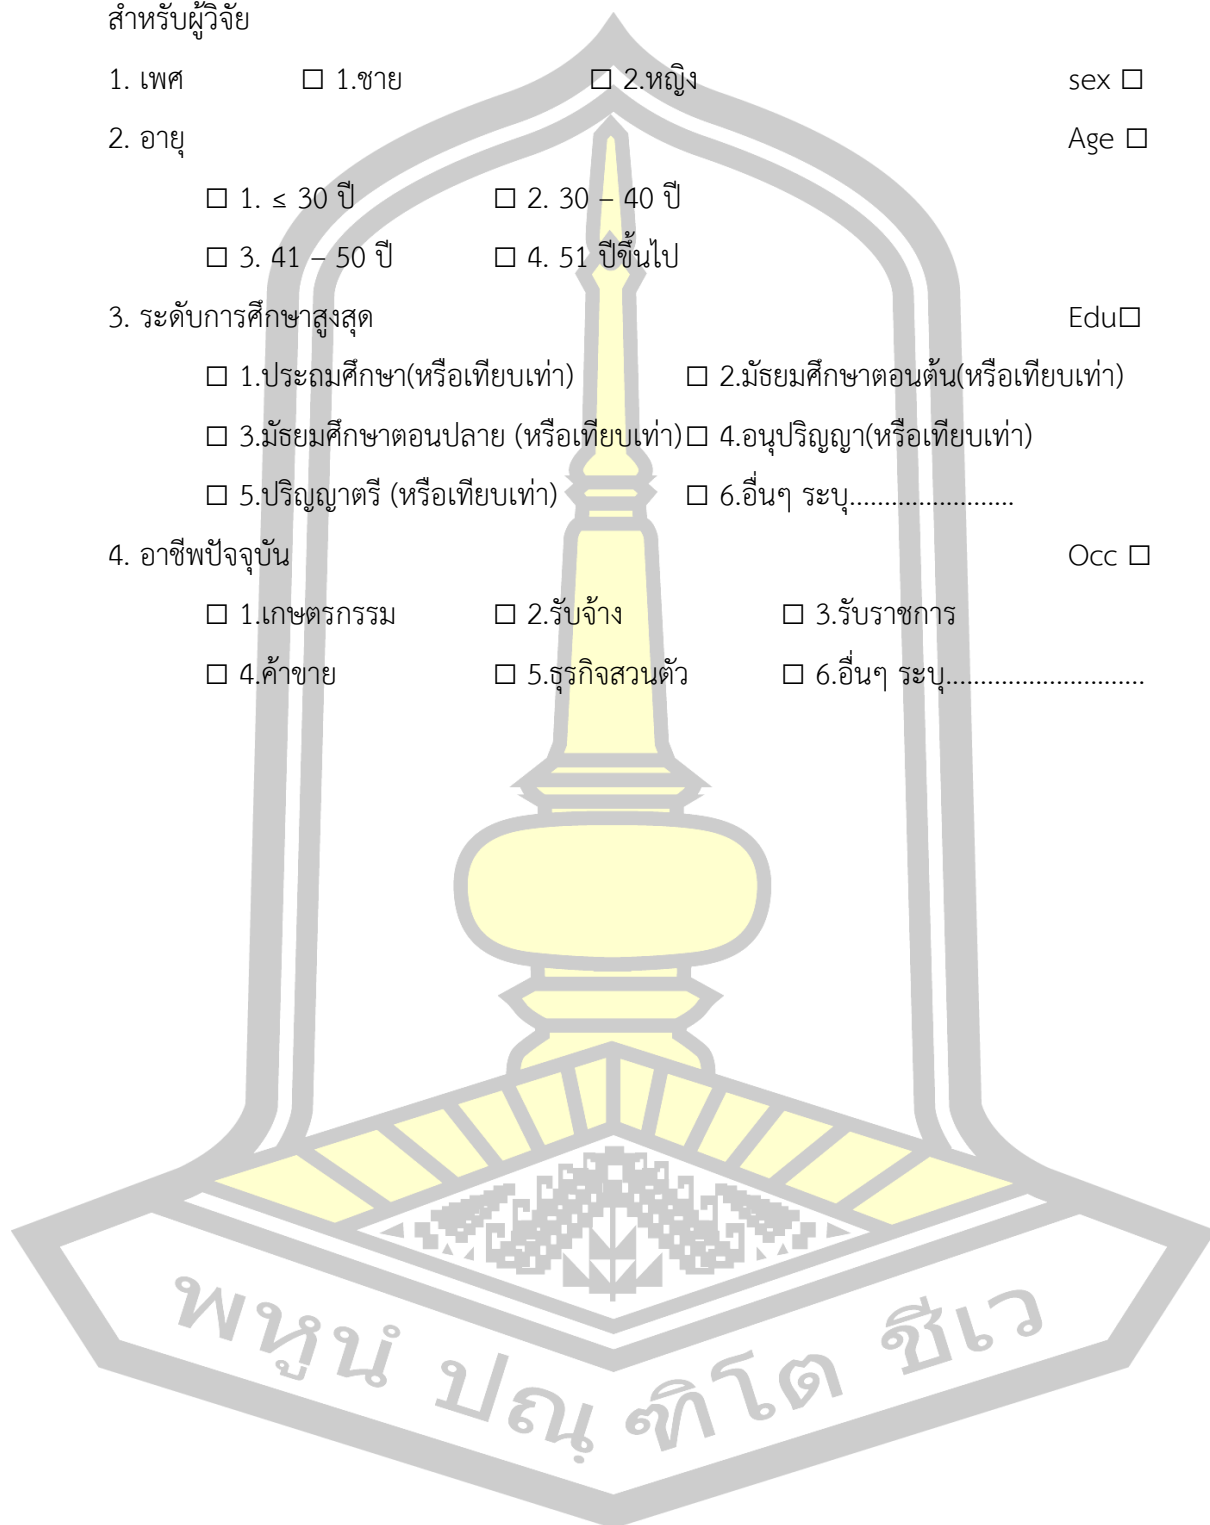 สำหรับผู้วิจัย
1. เพศ ☐ 1.ชาย ☐ 2.หญิง sex ☐
2. อายุ Age ☐
☐ 1. ≤ 30 ปี ☐ 2. 30 – 40 ปี
☐ 3. 41 – 50 ปี ☐ 4. 51 ปีขึ้นไป
3. ระดับการศึกษาสูงสุด Edu☐
☐ 1.ประถมศึกษา(หรือเทียบเท่า) ☐ 2.มัธยมศึกษาตอนต้น(หรือเทียบเท่า)
☐ 3.มัธยมศึกษาตอนปลาย (หรือเทียบเท่า)☐ 4.อนุปริญญา(หรือเทียบเท่า)
☐ 5.ปริญญาตรี (หรือเทียบเท่า) ☐ 6.อื่นๆ ระบุ........................
4. อาชีพปัจจุบัน Occ ☐
☐ 1.เกษตรกรรม ☐ 2.รับจ้าง ☐ 3.รับราชการ
☐ 4.ค้าขาย ☐ 5.ธุรกิจสวนตัว ☐ 6.อื่นๆ ระบุ.............................
พหูนํ ปณฺฑิโต ชีเว